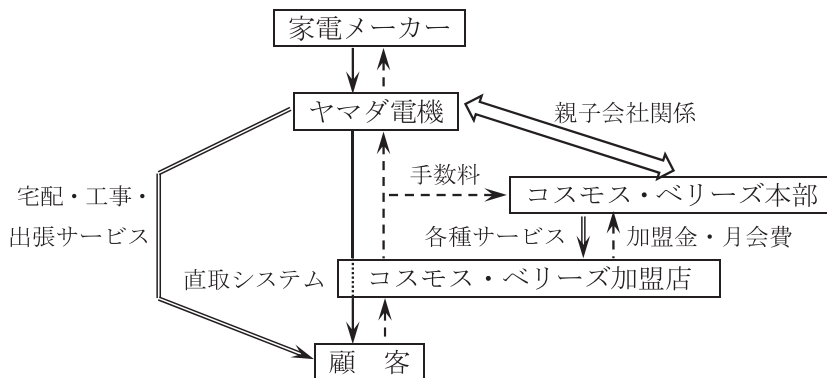 家電メーカー
ヤマダ電機
親子会社関係
手数料
コスモス・ベリーズ本部
宅配・工事・
出張サービス
各種サービス
加盟金・月会費
直取システム
コスモス・ベリーズ加盟店
顧　客